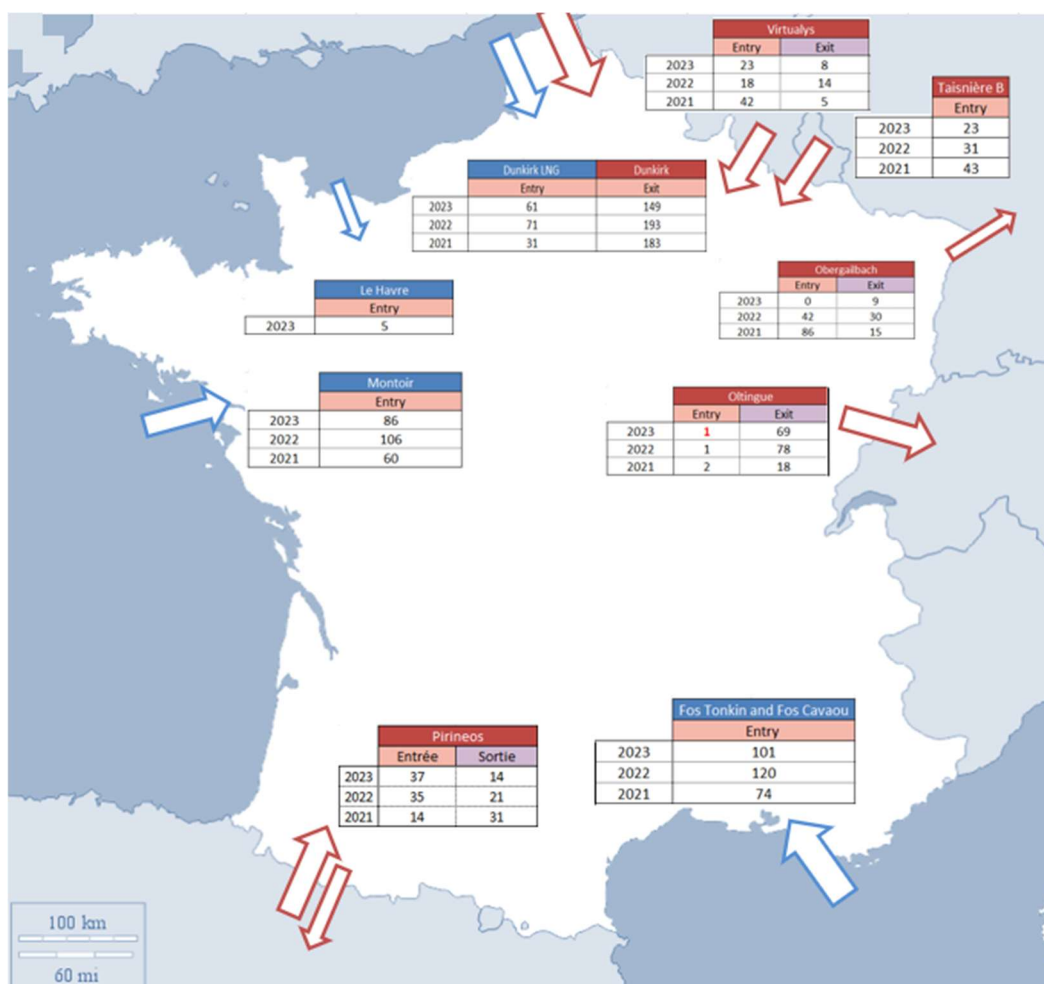 Virtualys
Entry Exit
2023 23 8
2022 18 14
2021 42 5
Taisnière B
Entry
2023 23
2022 31
2021 43
Dunkirk LNG Dunkirk
Entry Exit
2023 61 149
2022 71 193
2021 31 183
Obergailbach
Entry Exit
2023 0 9
2022 42 30
2021 86 15
Le Havre
Entry
2023 5
Montoir
Entry
2023 86
2022 106
2021 60
Oltingue
Entry Exit
2023 1 69
2022 1 78
2021 2 18
Fos Tonkin and Fos Cavaou
Entry
2023 101
2022 120
2021 74
Pirineos
Entrée Sortie
2023 37 14
2022 35 21
2021 14 31
100 km
60 mi